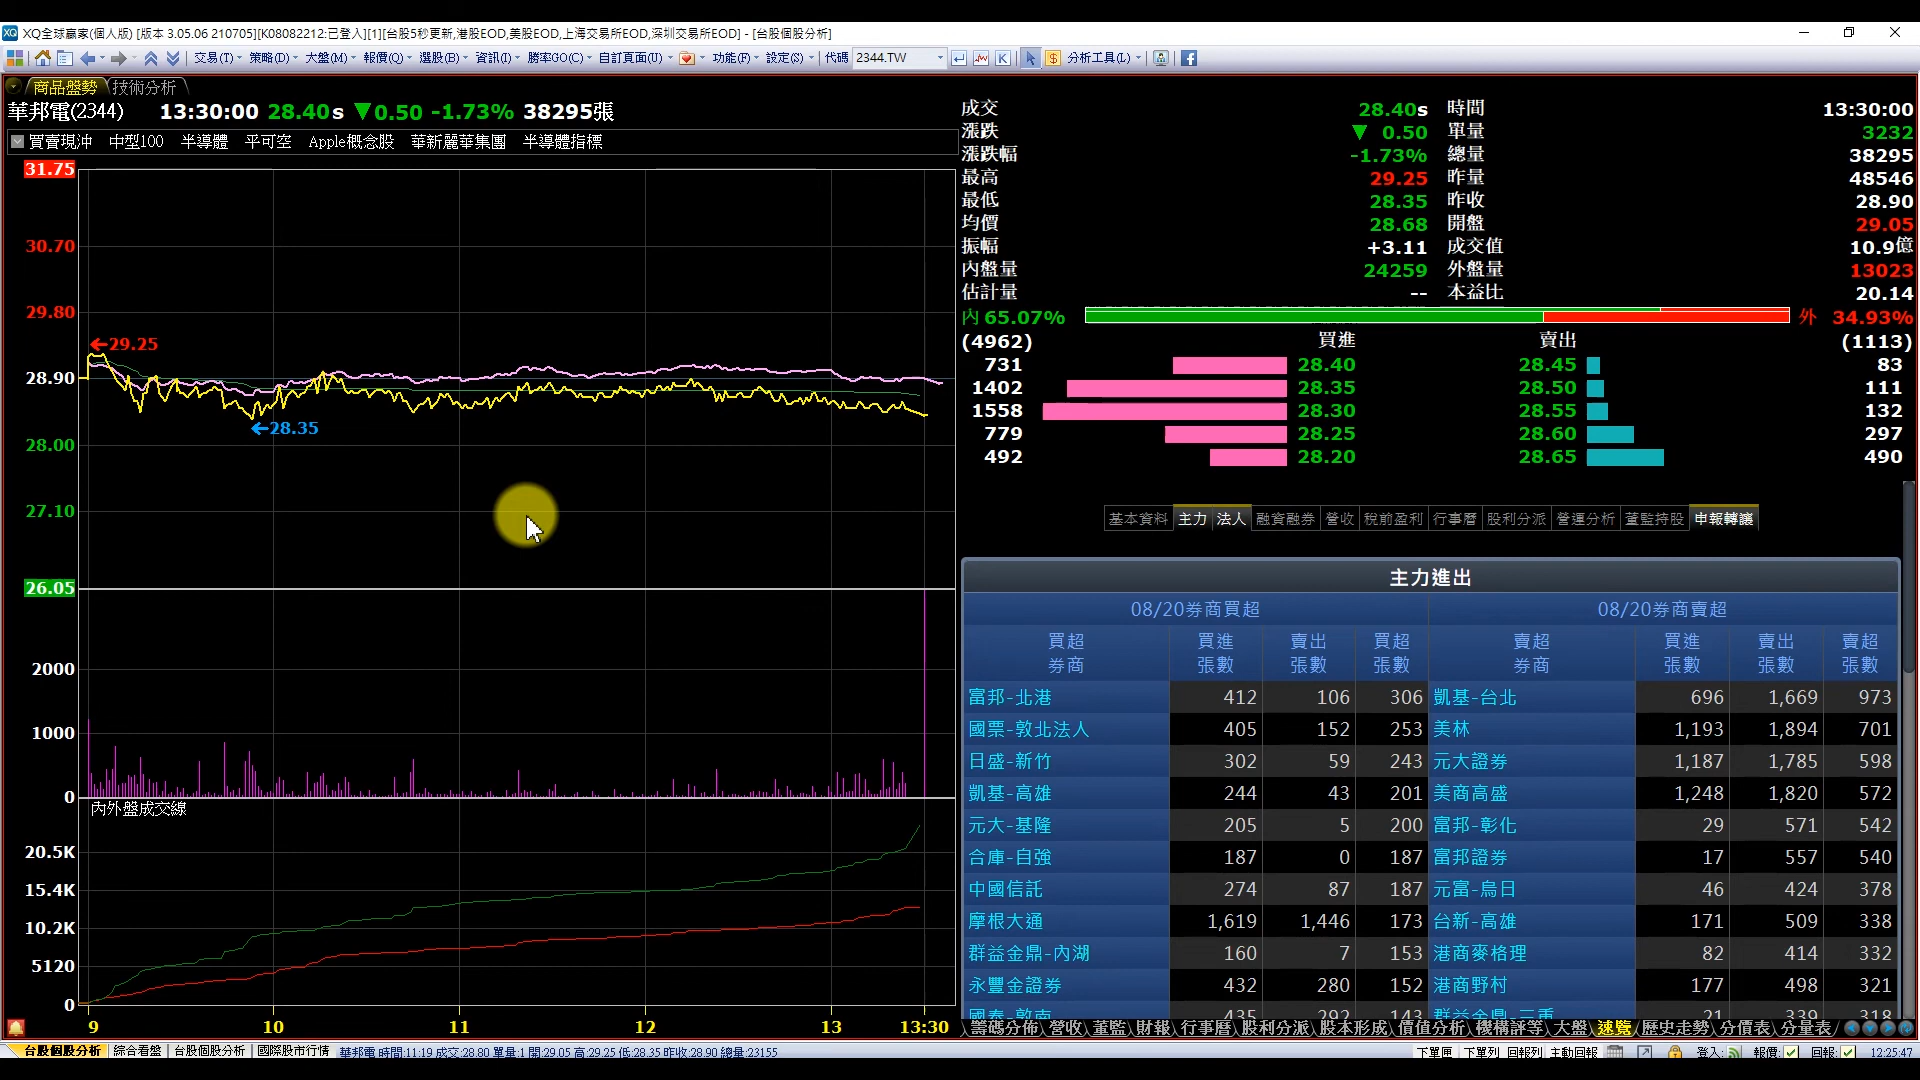 XQ全球贏家(個人版) [版本 3.05.06 210705][K08082212:已登入][1][台股5秒更新,港股EOD,美股EOD,上海交易所EOD,深圳交易所EOD] - [台股個股分析]
交易(T) 策略(D) 大盤(M) 報價(Q) 選股(B) 資訊(I) 勝率GO(C) 自訂頁面(U) 功能(F) 設定(S) 代碼 2344.TW 分析工具(L)
商品盤勢 技術分析
華邦電(2344) 13:30:00 28.40s ▼0.50 -1.73% 38295張
買賣現沖 中型100 半導體 平可空 Apple概念股 華新麗華集團 半導體指標
31.75
30.70
29.80
29.25
28.90
28.35
28.00
27.10
26.05
2000
1000
0
內外盤成交線
20.5K
15.4K
10.2K
5120
0
9 10 11 12 13 13:30
成交 28.40s 時間 13:30:00
漲跌 ▼ 0.50 單量 3232
漲跌幅 -1.73% 總量 38295
最高 29.25 昨量 48546
最低 28.35 昨收 28.90
均價 28.68 開盤 29.05
振幅 +3.11 成交值 10.9億
內盤量 24259 外盤量 13023
估計量 -- 本益比 20.14
內 65.07% 外 34.93%
(4962) 買進 賣出 (1113)
731 28.40 28.45 83
1402 28.35 28.50 111
1558 28.30 28.55 132
779 28.25 28.60 297
492 28.20 28.65 490
基本資料 主力 法人 融資融券 營收 稅前盈利 行事曆 股利分派 營運分析 董監持股 申報轉讓
主力進出
08/20券商買超 08/20券商賣超
買超券商 買進張數 賣出張數 買超張數 賣超券商 買進張數 賣出張數 賣超張數
富邦-北港 412 106 306 凱基-台北 696 1,669 973
國票-敦北法人 405 152 253 美林 1,193 1,894 701
日盛-新竹 302 59 243 元大證券 1,187 1,785 598
凱基-高雄 244 43 201 美商高盛 1,248 1,820 572
元大-基隆 205 5 200 富邦-彰化 29 571 542
合庫-自強 187 0 187 富邦證券 17 557 540
中國信託 274 87 187 元富-烏日 46 424 378
摩根大通 1,619 1,446 173 台新-高雄 171 509 338
群益金鼎-內湖 160 7 153 港商麥格理 82 414 332
永豐金證券 432 280 152 港商野村 177 498 321
國泰-敦南 435 292 143 群益金鼎-三重 21 339 318
籌碼分佈 營收 董監 財報 行事曆 股利分派 股本形成 價值分析 機構評等 大盤 速覽 歷史走勢 分價表 分量表
台股個股分析 綜合看盤 台股個股分析 國際股市行情 華邦電 時間:11:19 成交:28.80 單量:1 開:29.05 高:29.25 低:28.35 昨收:28.90 總量:23155 下單匣 下單列 回報列 主動回報 登入: 報價: 回報: 12:25:47